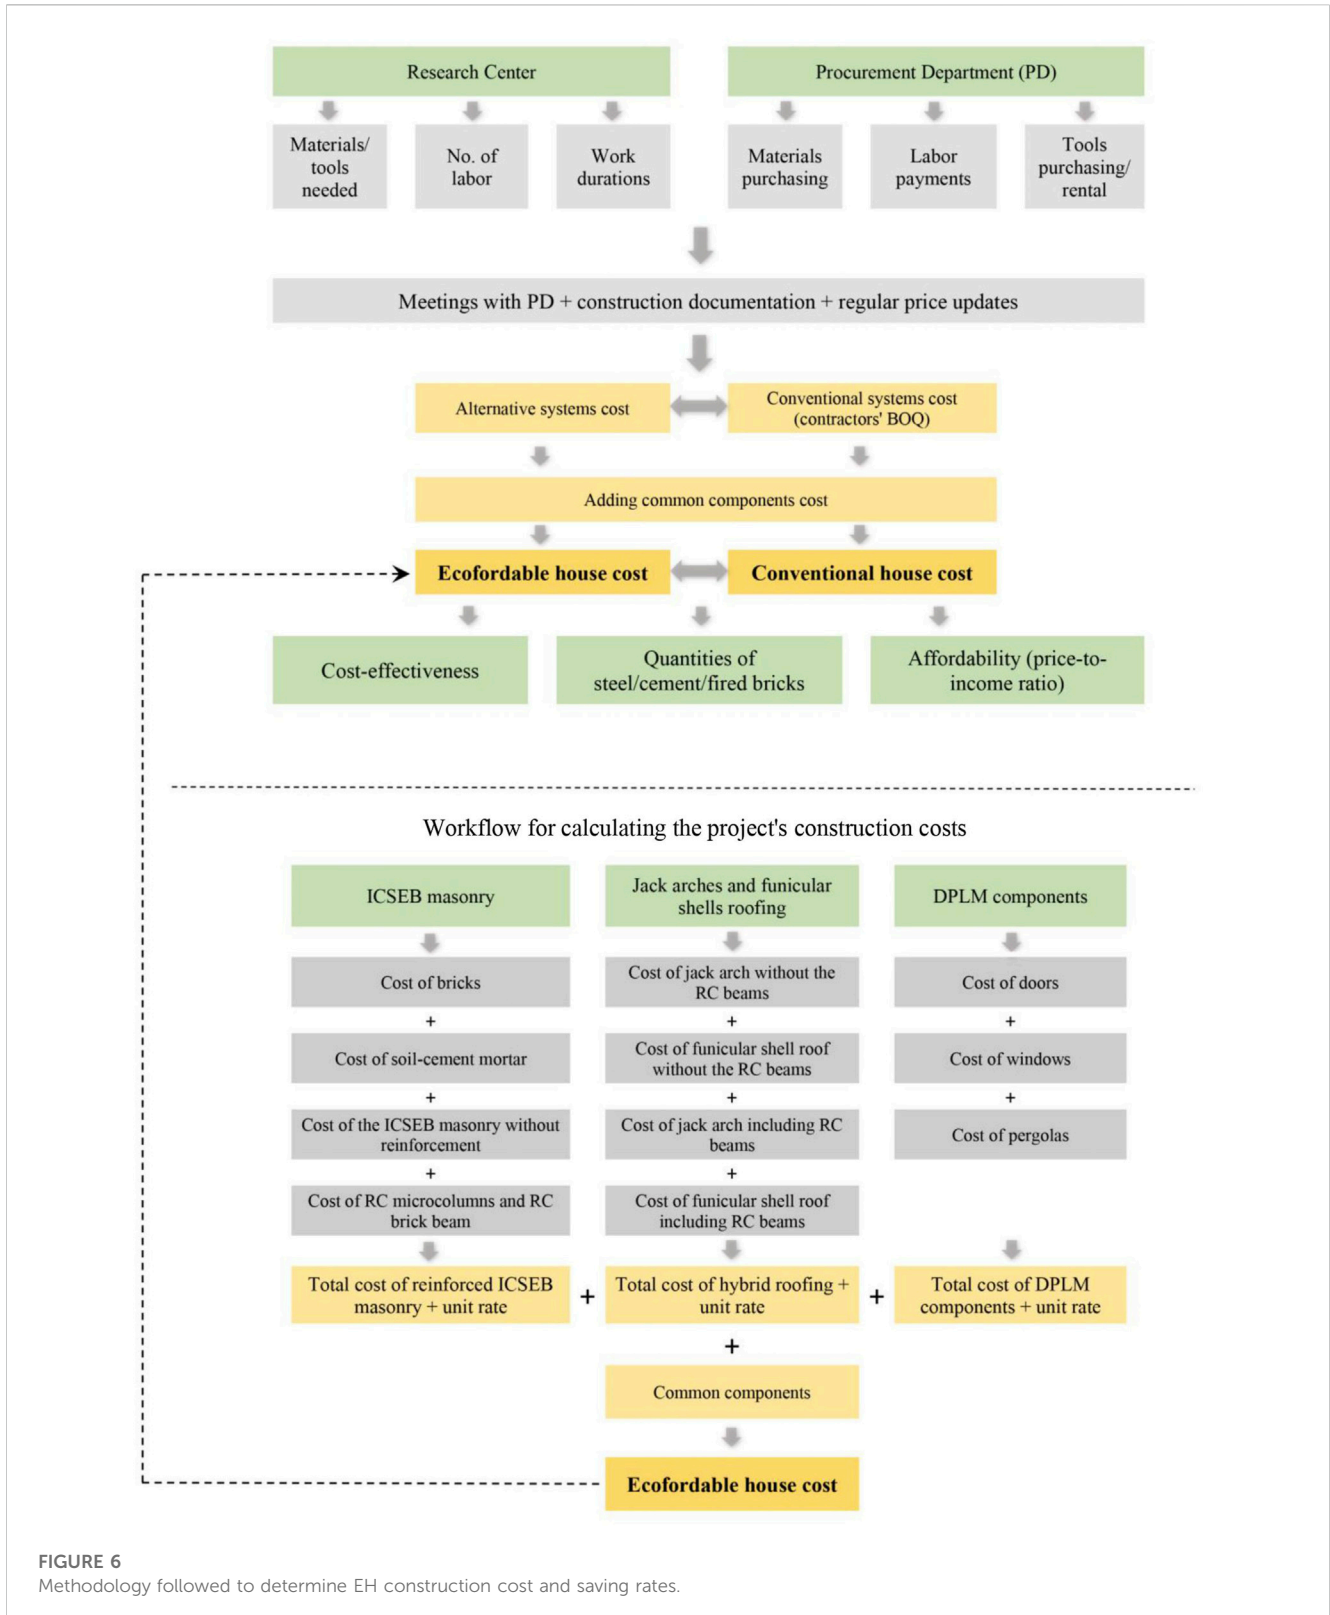 Research Center
Procurement Department (PD)
Materials/
tools
needed
No. of
labor
Work
durations
Materials
purchasing
Labor
payments
Tools
purchasing/
rental
Meetings with PD + construction documentation + regular price updates
Alternative systems cost
Conventional systems cost
(contractors' BOQ)
Adding common components cost
Ecofordable house cost
Conventional house cost
Cost-effectiveness
Quantities of
steel/cement/fired bricks
Affordability (price-to-
income ratio)
Workflow for calculating the project's construction costs
ICSEB masonry
Cost of bricks
+
Cost of soil-cement mortar
+
Cost of the ICSEB masonry without
reinforcement
+
Cost of RC microcolumns and RC
brick beam
Total cost of reinforced ICSEB
masonry + unit rate
+
Jack arches and funicular
shells roofing
Cost of jack arch without the
RC beams
+
Cost of funicular shell roof
without the RC beams
+
Cost of jack arch including RC
beams
+
Cost of funicular shell roof
including RC beams
Total cost of hybrid roofing +
unit rate
+
DPLM components
Cost of doors
+
Cost of windows
+
Cost of pergolas
Total cost of DPLM
components + unit rate
+
Common components
Ecofordable house cost
FIGURE 6
Methodology followed to determine EH construction cost and saving rates.